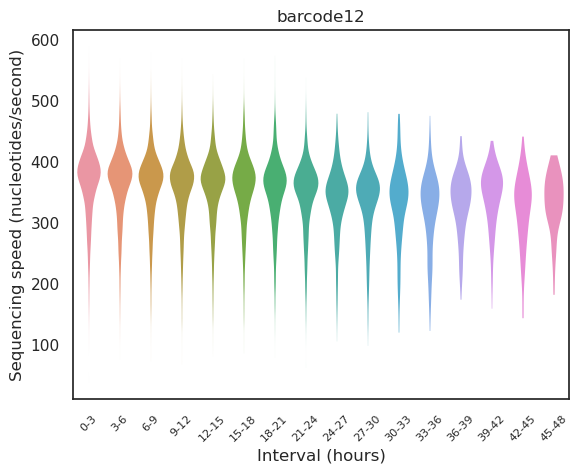 barcode12
600
500
400
300
200
100
Sequencing speed (nucleotides/second)
0-3 3-6 6-9 9-12 12-15 15-18 18-21 21-24 24-27 27-30 30-33 33-36 36-39 39-42 42-45 45-48
Interval (hours)